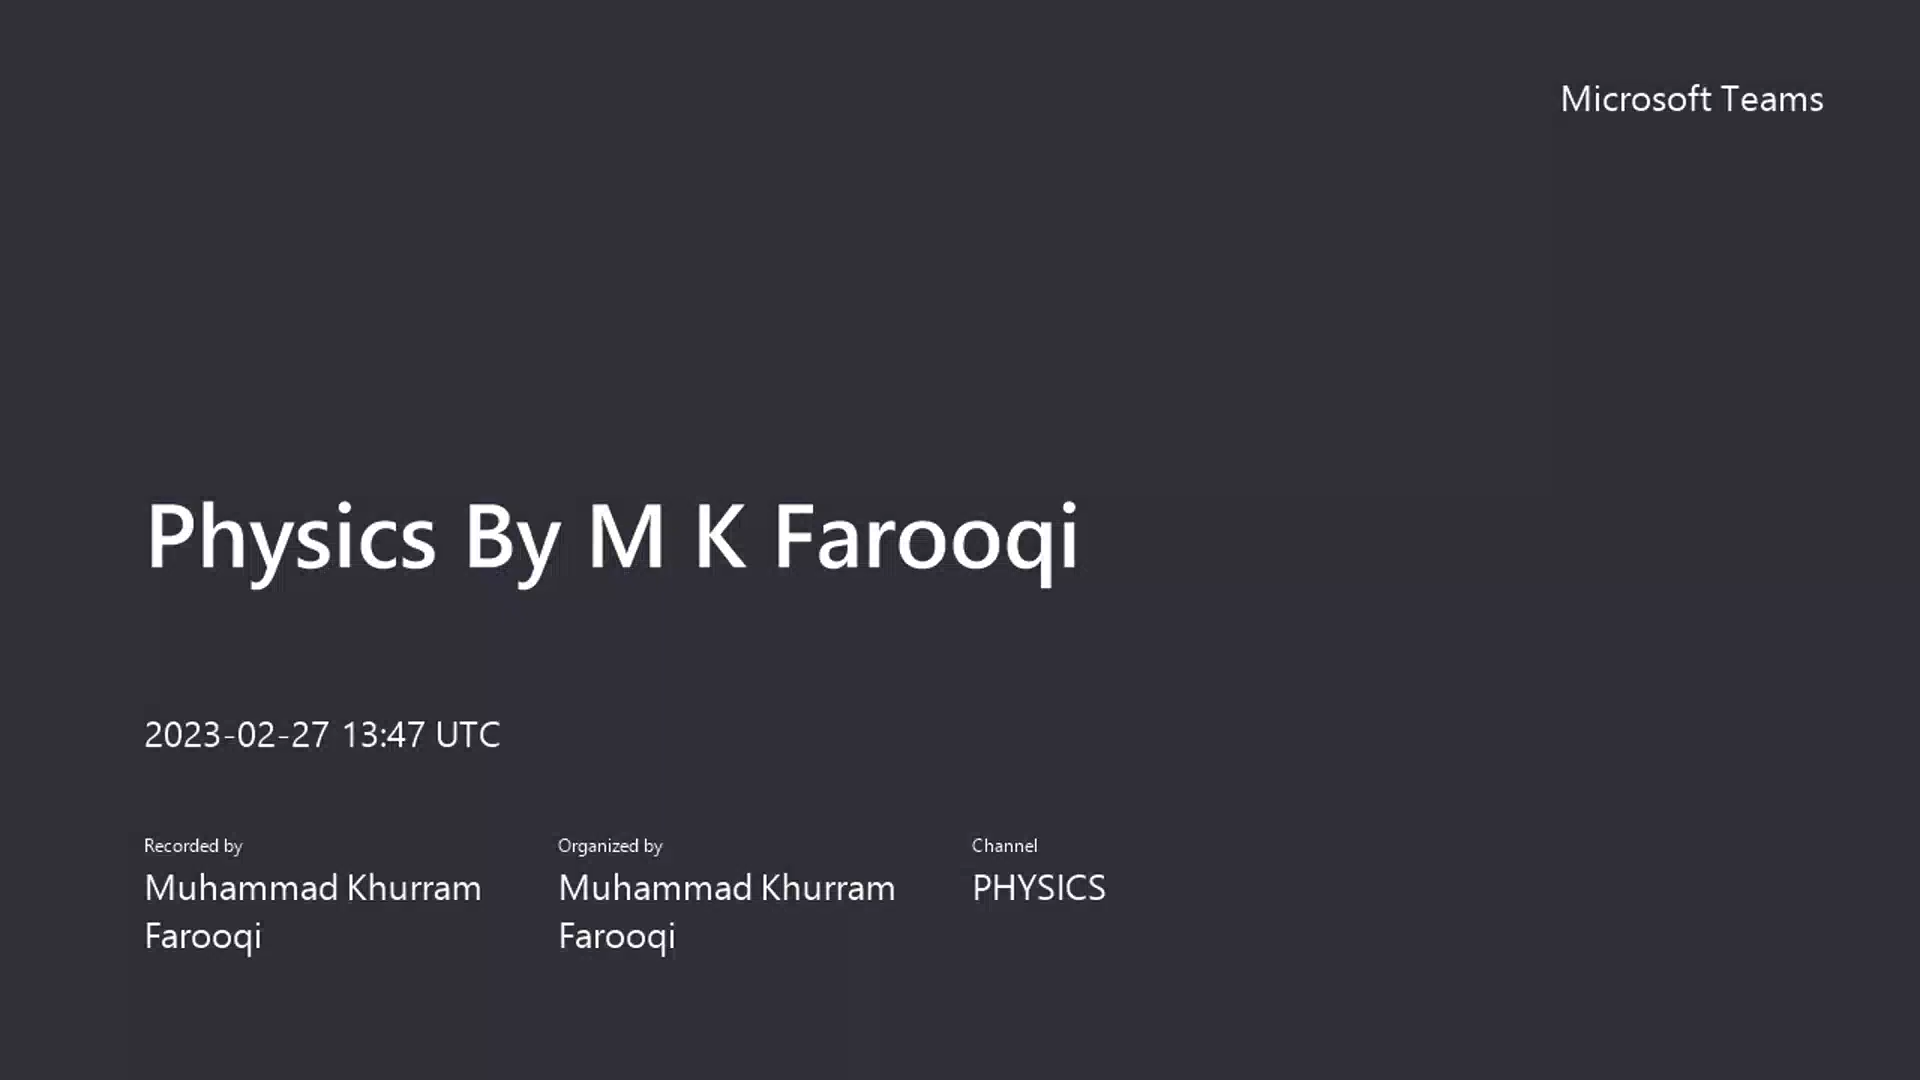 Microsoft Teams
Physics By M K Farooqi
2023-02-27 13:47 UTC
Recorded by
Muhammad Khurram
Farooqi
Organized by
Muhammad Khurram
Farooqi
Channel
PHYSICS